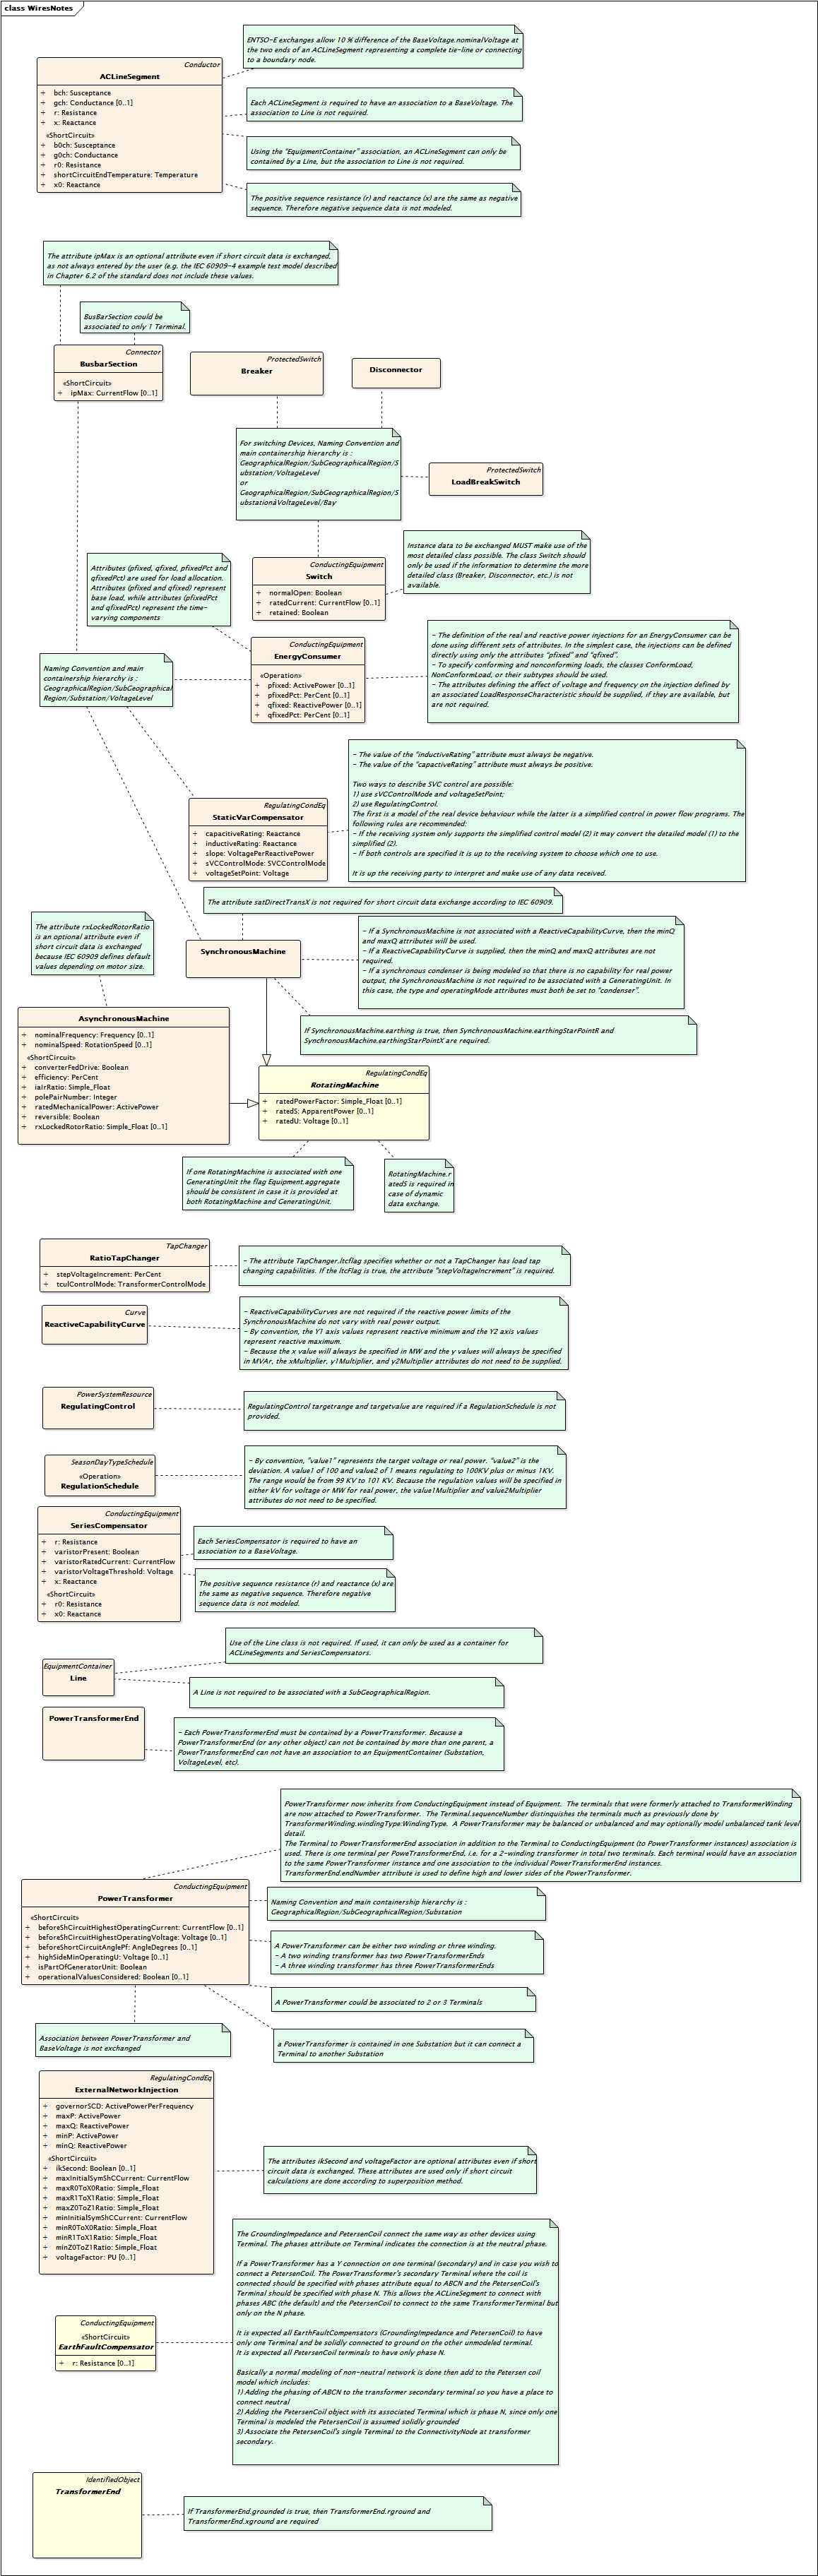 class WiresNotes
ENTSO-E exchanges allow 10 % difference of the BaseVoltage.nominalVoltage at
the two ends of an ACLineSegment representing a complete tie-line or connecting
to a boundary node.
Conductor
ACLineSegment
+ bch: Susceptance
+ gch: Conductance [0..1]
+ r: Resistance
+ x: Reactance
«ShortCircuit»
+ b0ch: Susceptance
+ g0ch: Conductance
+ r0: Resistance
+ shortCircuitEndTemperature: Temperature
+ x0: Reactance
Each ACLineSegment is required to have an association to a BaseVoltage. The
association to Line is not required.
Using the "EquipmentContainer" association, an ACLineSegment can only be
contained by a Line, but the association to Line is not required.
The positive sequence resistance (r) and reactance (x) are the same as negative
sequence. Therefore negative sequence data is not modeled.
The attribute ipMax is an optional attribute even if short circuit data is exchanged,
as not always entered by the user (e.g. the IEC 60909-4 example test model described
in Chapter 6.2 of the standard does not include these values.
BusBarSection could be
associated to only 1 Terminal.
Connector
BusbarSection
«ShortCircuit»
+ ipMax: CurrentFlow [0..1]
ProtectedSwitch
Breaker
Disconnector
For switching Devices, Naming Convention and
main containership hierarchy is :
GeographicalRegion/SubGeographicalRegion/S
ubstation/VoltageLevel
or
GeographicalRegion/SubGeographicalRegion/S
ubstationâVoltageLevel/Bay
ProtectedSwitch
LoadBreakSwitch
Instance data to be exchanged MUST make use of the
most detailed class possible. The class Switch should
only be used if the information to determine the more
detailed class (Breaker, Disconnector, etc.) is not
available.
ConductingEquipment
Switch
+ normalOpen: Boolean
+ ratedCurrent: CurrentFlow [0..1]
+ retained: Boolean
Attributes (pfixed, qfixed, pfixedPct and
qfixedPct) are used for load allocation.
Attributes (pfixed and qfixed) represent
base load, while attributes (pfixedPct
and qfixedPct) represent the time-
varying components
ConductingEquipment
EnergyConsumer
«Operation»
+ pfixed: ActivePower [0..1]
+ pfixedPct: PerCent [0..1]
+ qfixed: ReactivePower [0..1]
+ qfixedPct: PerCent [0..1]
- The definition of the real and reactive power injections for an EnergyConsumer can be
done using different sets of attributes. In the simplest case, the injections can be defined
directly using only the attributes "pfixed" and "qfixed".
- To specify conforming and nonconforming loads, the classes ConformLoad,
NonConformLoad, or their subtypes should be used.
- The attributes defining the affect of voltage and frequency on the injection defined by
an associated LoadResponseCharacteristic should be supplied, if they are available, but
are not required.
Naming Convention and main
containership hierarchy is :
GeographicalRegion/SubGeographical
Region/Substation/VoltageLevel
- The value of the "inductiveRating" attribute must always be negative.
- The value of the "capactiveRating" attribute must always be positive.
Two ways to describe SVC control are possible:
1) use sVCControlMode and voltageSetPoint;
2) use RegulatingControl.
The first is a model of the real device behaviour while the latter is a simplified control in power flow programs. The
following rules are recommended:
- If the receiving system only supports the simplified control model (2) it may convert the detailed model (1) to the
simplified (2).
- If both controls are specified it is up to the receiving system to choose which one to use.
It is up the receiving party to interpret and make use of any data received.
RegulatingCondEq
StaticVarCompensator
+ capacitiveRating: Reactance
+ inductiveRating: Reactance
+ slope: VoltagePerReactivePower
+ sVCControlMode: SVCControlMode
+ voltageSetPoint: Voltage
The attribute satDirectTransX is not required for short circuit data exchange according to IEC 60909.
The attribute rxLockedRotorRatio
is an optional attribute even if
short circuit data is exchanged
because IEC 60909 defines default
values depending on motor size.
SynchronousMachine
- If a SynchronousMachine is not associated with a ReactiveCapabilityCurve, then the minQ
and maxQ attributes will be used.
- If a ReactiveCapabilityCurve is supplied, then the minQ and maxQ attributes are not
required.
- If a synchronous condenser is being modeled so that there is no capability for real power
output, the SynchronousMachine is not required to be associated with a GeneratingUnit. In
this case, the type and operatingMode attributes must both be set to "condenser".
AsynchronousMachine
+ nominalFrequency: Frequency [0..1]
+ nominalSpeed: RotationSpeed [0..1]
«ShortCircuit»
+ converterFedDrive: Boolean
+ efficiency: PerCent
+ iaIrRatio: Simple_Float
+ polePairNumber: Integer
+ ratedMechanicalPower: ActivePower
+ reversible: Boolean
+ rxLockedRotorRatio: Simple_Float [0..1]
If SynchronousMachine.earthing is true, then SynchronousMachine.earthingStarPointR and
SynchronousMachine.earthingStarPointX are required.
RegulatingCondEq
RotatingMachine
+ ratedPowerFactor: Simple_Float [0..1]
+ ratedS: ApparentPower [0..1]
+ ratedU: Voltage [0..1]
If one RotatingMachine is associated with one
GeneratingUnit the flag Equipment.aggregate
should be consistent in case it is provided at
both RotatingMachine and GeneratingUnit.
RotatingMachine.r
atedS is required in
case of dynamic
data exchange.
TapChanger
RatioTapChanger
+ stepVoltageIncrement: PerCent
+ tculControlMode: TransformerControlMode
- The attribute TapChanger.ltcflag specifies whether or not a TapChanger has load tap
changing capabilities. If the ltcFlag is true, the attribute "stepVoltageIncrement" is required.
Curve
ReactiveCapabilityCurve
- ReactiveCapabilityCurves are not required if the reactive power limits of the
SynchronousMachine do not vary with real power output.
- By convention, the Y1 axis values represent reactive minimum and the Y2 axis values
represent reactive maximum.
- Because the x value will always be specified in MW and the y values will always be specified
in MVAr, the xMultiplier, y1Multiplier, and y2Multiplier attributes do not need to be supplied.
PowerSystemResource
RegulatingControl
RegulatingControl targetrange and targetvalue are required if a RegulationSchedule is not
provided.
SeasonDayTypeSchedule
«Operation»
RegulationSchedule
- By convention, "value1" represents the target voltage or real power. "value2" is the
deviation. A value1 of 100 and value2 of 1 means regulating to 100KV plus or minus 1KV.
The range would be from 99 KV to 101 KV. Because the regulation values will be specified in
either kV for voltage or MW for real power, the value1Multiplier and value2Multiplier
attributes do not need to be specified.
ConductingEquipment
SeriesCompensator
+ r: Resistance
+ varistorPresent: Boolean
+ varistorRatedCurrent: CurrentFlow
+ varistorVoltageThreshold: Voltage
+ x: Reactance
«ShortCircuit»
+ r0: Resistance
+ x0: Reactance
Each SeriesCompensator is required to have an
association to a BaseVoltage.
The positive sequence resistance (r) and reactance (x) are
the same as negative sequence. Therefore negative
sequence data is not modeled.
Use of the Line class is not required. If used, it can only be used as a container for
ACLineSegments and SeriesCompensators.
EquipmentContainer
Line
A Line is not required to be associated with a SubGeographicalRegion.
PowerTransformerEnd
- Each PowerTransformerEnd must be contained by a PowerTransformer. Because a
PowerTransformerEnd (or any other object) can not be contained by more than one parent, a
PowerTransformerEnd can not have an association to an EquipmentContainer (Substation,
VoltageLevel, etc).
PowerTransformer now inherits from ConductingEquipment instead of Equipment. The terminals that were formerly attached to TransformerWinding
are now attached to PowerTransformer. The Terminal.sequenceNumber distinquishes the terminals much as previously done by
TransformerWinding.windingType:WindingType. A PowerTransformer may be balanced or unbalanced and may optionally model unbalanced tank level
detail.
The Terminal to PowerTransformerEnd association in addition to the Terminal to ConductingEquipment (to PowerTransformer instances) association is
used. There is one terminal per PoweTransformerEnd, i.e. for a 2-winding transformer in total two terminals. Each terminal would have an association
to the same PowerTransformer instance and one association to the individual PowerTransformerEnd instances.
TransformerEnd.endNumber attribute is used to define high and lower sides of the PowerTransformer.
ConductingEquipment
PowerTransformer
«ShortCircuit»
+ beforeShCircuitHighestOperatingCurrent: CurrentFlow [0..1]
+ beforeShCircuitHighestOperatingVoltage: Voltage [0..1]
+ beforeShortCircuitAnglePf: AngleDegrees [0..1]
+ highSideMinOperatingU: Voltage [0..1]
+ isPartOfGeneratorUnit: Boolean
+ operationalValuesConsidered: Boolean [0..1]
Naming Convention and main containership hierarchy is :
GeographicalRegion/SubGeographicalRegion/Substation
A PowerTransformer can be either two winding or three winding.
- A two winding transformer has two PowerTransformerEnds
- A three winding transformer has three PowerTransformerEnds
A PowerTransformer could be associated to 2 or 3 Terminals
a PowerTransformer is contained in one Substation but it can connect a
Terminal to another Substation
Association between PowerTransformer and
BaseVoltage is not exchanged
RegulatingCondEq
ExternalNetworkInjection
+ governorSCD: ActivePowerPerFrequency
+ maxP: ActivePower
+ maxQ: ReactivePower
+ minP: ActivePower
+ minQ: ReactivePower
«ShortCircuit»
+ ikSecond: Boolean [0..1]
+ maxInitialSymShCCurrent: CurrentFlow
+ maxR0ToX0Ratio: Simple_Float
+ maxR1ToX1Ratio: Simple_Float
+ maxZ0ToZ1Ratio: Simple_Float
+ minInitialSymShCCurrent: CurrentFlow
+ minR0ToX0Ratio: Simple_Float
+ minR1ToX1Ratio: Simple_Float
+ minZ0ToZ1Ratio: Simple_Float
+ voltageFactor: PU [0..1]
The attributes ikSecond and voltageFactor are optional attributes even if short
circuit data is exchanged. These attributes are used only if short circuit
calculations are done according to superposition method.
The GroundingImpedance and PetersenCoil connect the same way as other devices using
Terminal. The phases attribute on Terminal indicates the connection is at the neutral phase.
If a PowerTransformer has a Y connection on one terminal (secondary) and in case you wish to
connect a PetersenCoil. The PowerTransformer's secondary Terminal where the coil is
connected should be specified with phases attribute equal to ABCN and the PetersenCoil's
Terminal should be specified with phase N. This allows the ACLineSegment to connect with
phases ABC (the default) and the PetersenCoil to connect to the same TransformerTerminal but
only on the N phase.
It is expected all EarthFaultCompensators (GroundingImpedance and PetersenCoil) to have
only one Terminal and be solidly connected to ground on the other unmodeled terminal.
It is expected all PetersenCoil terminals to have only phase N.
Basically a normal modeling of non-neutral network is done then add to the Petersen coil
model which includes:
1) Adding the phasing of ABCN to the transformer secondary terminal so you have a place to
connect neutral
2) Adding the PetersenCoil object with its associated Terminal which is phase N, since only one
Terminal is modeled the PetersenCoil is assumed solidly grounded
3) Associate the PetersenCoil's single Terminal to the ConnectivityNode at transformer
secondary.
ConductingEquipment
«ShortCircuit»
EarthFaultCompensator
+ r: Resistance [0..1]
IdentifiedObject
TransformerEnd
If TransformerEnd.grounded is true, then TransformerEnd.rground and
TransformerEnd.xground are required